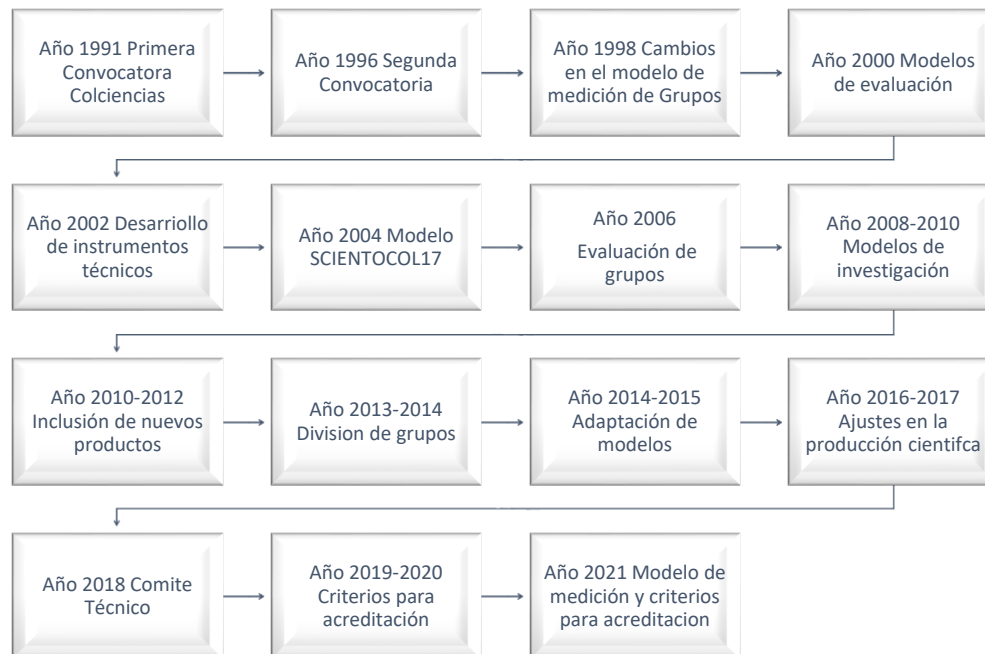 Año 1991 Primera
Convocatora
Colciencias
Año 1996 Segunda
Convocatoria
Año 1998 Cambios
en el modelo de
medición de Grupos
Año 2000 Modelos
de evaluación
Año 2002 Desarriollo
de instrumentos
técnicos
Año 2004 Modelo
SCIENTOCOL17
Año 2006
Evaluación de
grupos
Año 2008-2010
Modelos de
investigación
Año 2010-2012
Inclusión de nuevos
productos
Año 2013-2014
Division de grupos
Año 2014-2015
Adaptación de
modelos
Año 2016-2017
Ajustes en la
producción cientifca
Año 2018 Comite
Técnico
Año 2019-2020
Criterios para
acreditación
Año 2021 Modelo de
medición y criterios
para acreditacion